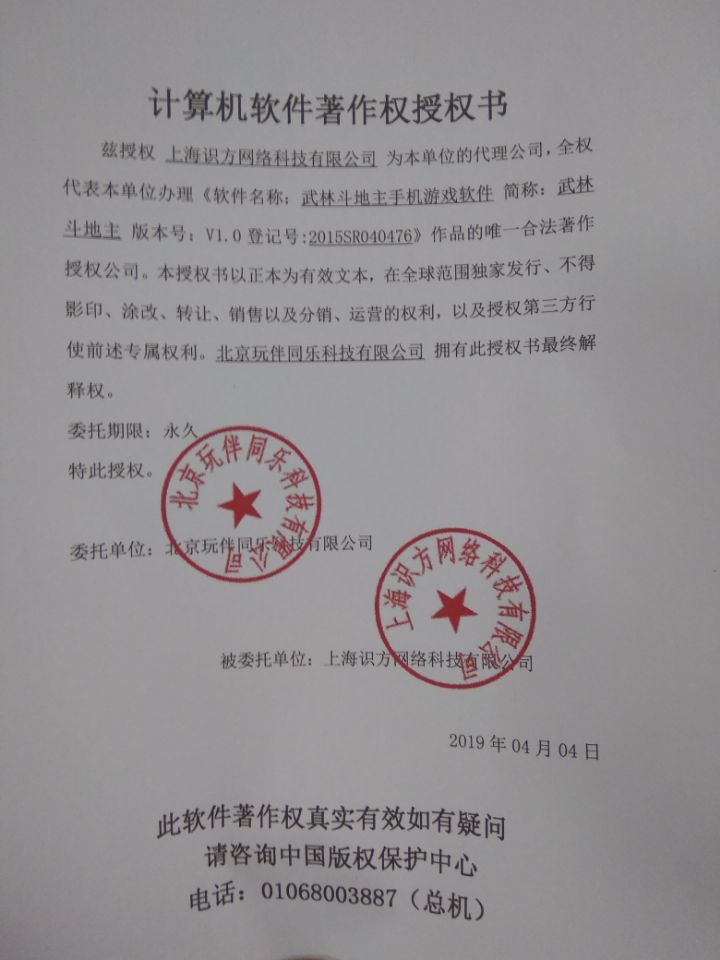 计算机软件著作权授权书
兹授权 上海识方网络科技有限公司 为本单位的代理公司，全权
代表本单位办理《软件名称：武林斗地主手机游戏软件 简称：武林
斗地主 版本号：V1.0 登记号:2015SR040476》作品的唯一合法著作
授权公司。本授权书以正本为有效文本，在全球范围独家发行、不得
影印、涂改、转让、销售以及分销、运营的权利，以及授权第三方行
使前述专属权利。北京玩伴同乐科技有限公司 拥有此授权书最终解
释权。
委托期限：永久
特此授权。
北京玩伴同乐科技有限公司
委托单位：北京玩伴同乐科技有限公司
上海识方网络科技有限公司
被委托单位：上海识方网络科技有限公司
2019 年 04 月 04 日
此软件著作权真实有效如有疑问
请咨询中国版权保护中心
电话：01068003887（总机）